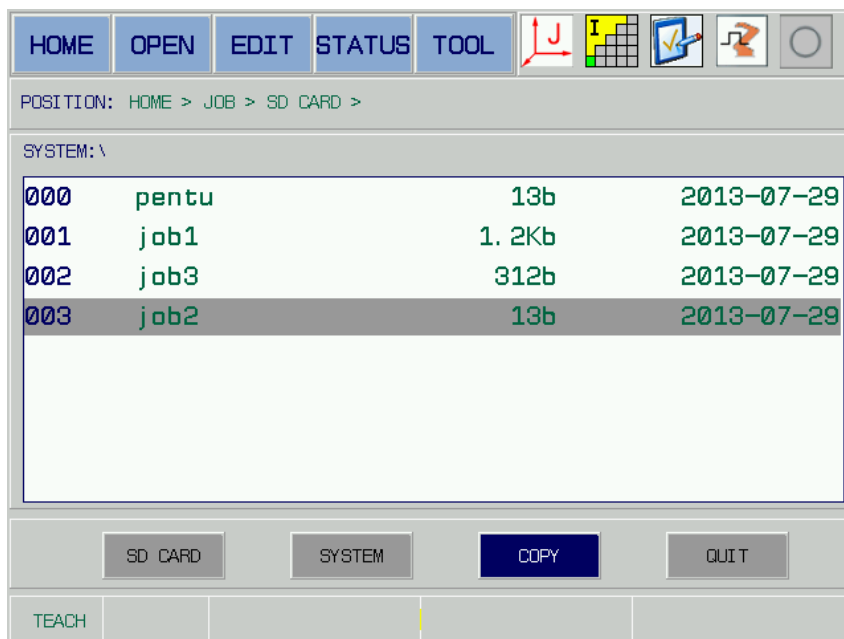 HOME OPEN EDIT STATUS TOOL J I
POSITION: HOME > JOB > SD CARD >
SYSTEM:\
000 pentu 13b 2013-07-29
001 job1 1.2Kb 2013-07-29
002 job3 312b 2013-07-29
003 job2 13b 2013-07-29
SD CARD SYSTEM COPY QUIT
TEACH